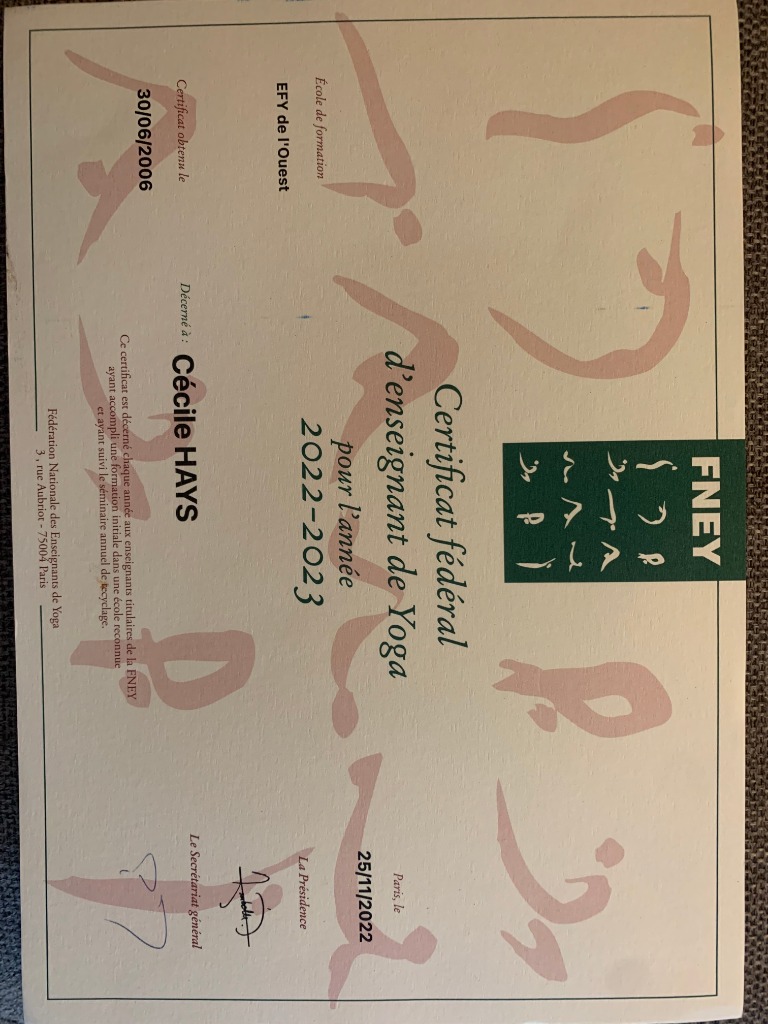 FNEY
Certificat fédéral
d'enseignant de Yoga
pour l'année
2022-2023
École de formation
EFY de l'Ouest
Certificat obtenu le
30/06/2006
Paris, le
25/11/2022
La Présidence
Le Secrétariat général
Décerné à : Cécile HAYS
Ce certificat est décerné chaque année aux enseignants titulaires de la FNEY
ayant accompli une formation initiale dans une école reconnue
et ayant suivi le séminaire annuel de recyclage.
Fédération Nationale des Enseignants de Yoga
3, rue Aubriot - 75004 Paris